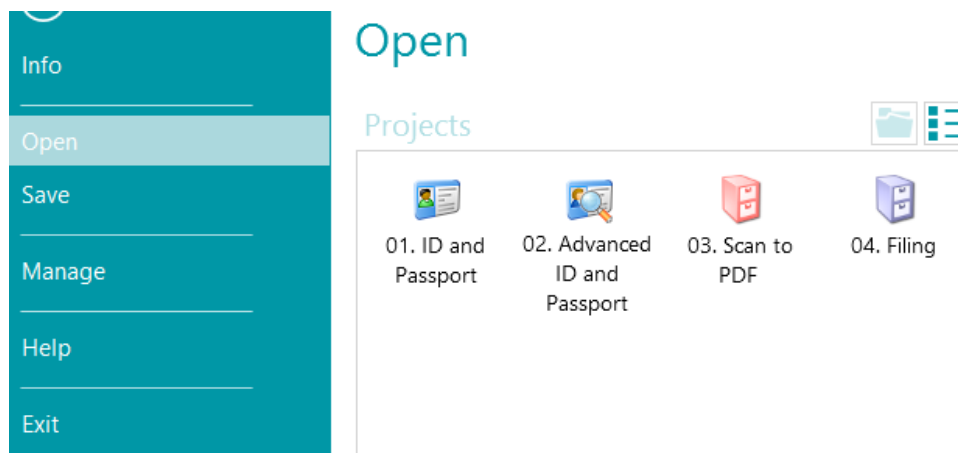 Info
Open
Save
Manage
Help
Exit
Open
Projects
01. ID and
Passport
02. Advanced
ID and
Passport
03. Scan to
PDF
04. Filing